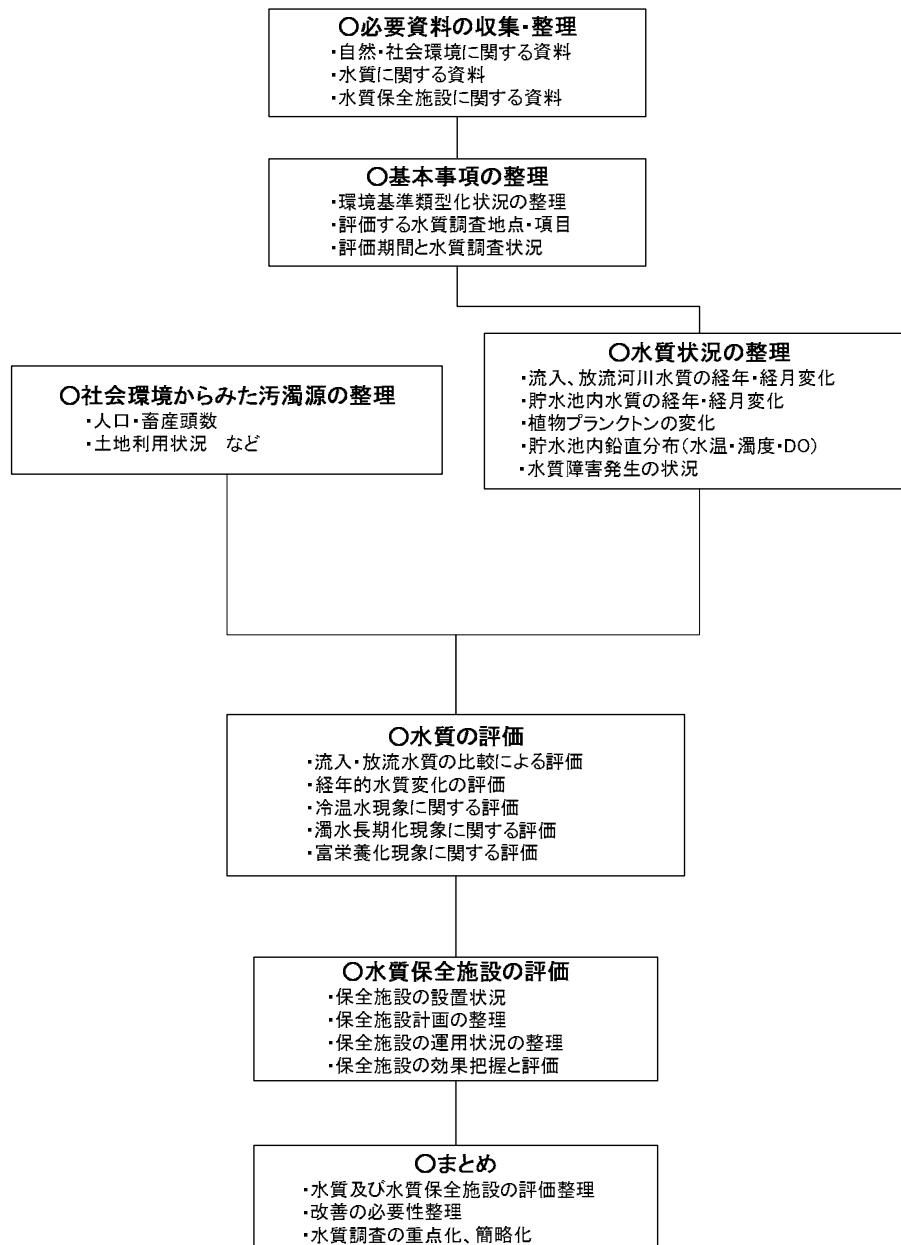 〇必要資料の収集・整理
・自然・社会環境に関する資料
・水質に関する資料
・水質保全施設に関する資料
〇基本事項の整理
・環境基準類型化状況の整理
・評価する水質調査地点・項目
・評価期間と水質調査状況
〇社会環境からみた汚濁源の整理
・人口・畜産頭数
・土地利用状況　など
〇水質状況の整理
・流入、放流河川水質の経年・経月変化
・貯水池内水質の経年・経月変化
・植物プランクトンの変化
・貯水池内鉛直分布(水温・濁度・DO)
・水質障害発生の状況
〇水質の評価
・流入・放流水質の比較による評価
・経年的水質変化の評価
・冷温水現象に関する評価
・濁水長期化現象に関する評価
・富栄養化現象に関する評価
〇水質保全施設の評価
・保全施設の設置状況
・保全施設計画の整理
・保全施設の運用状況の整理
・保全施設の効果把握と評価
〇まとめ
・水質及び水質保全施設の評価整理
・改善の必要性整理
・水質調査の重点化、簡略化